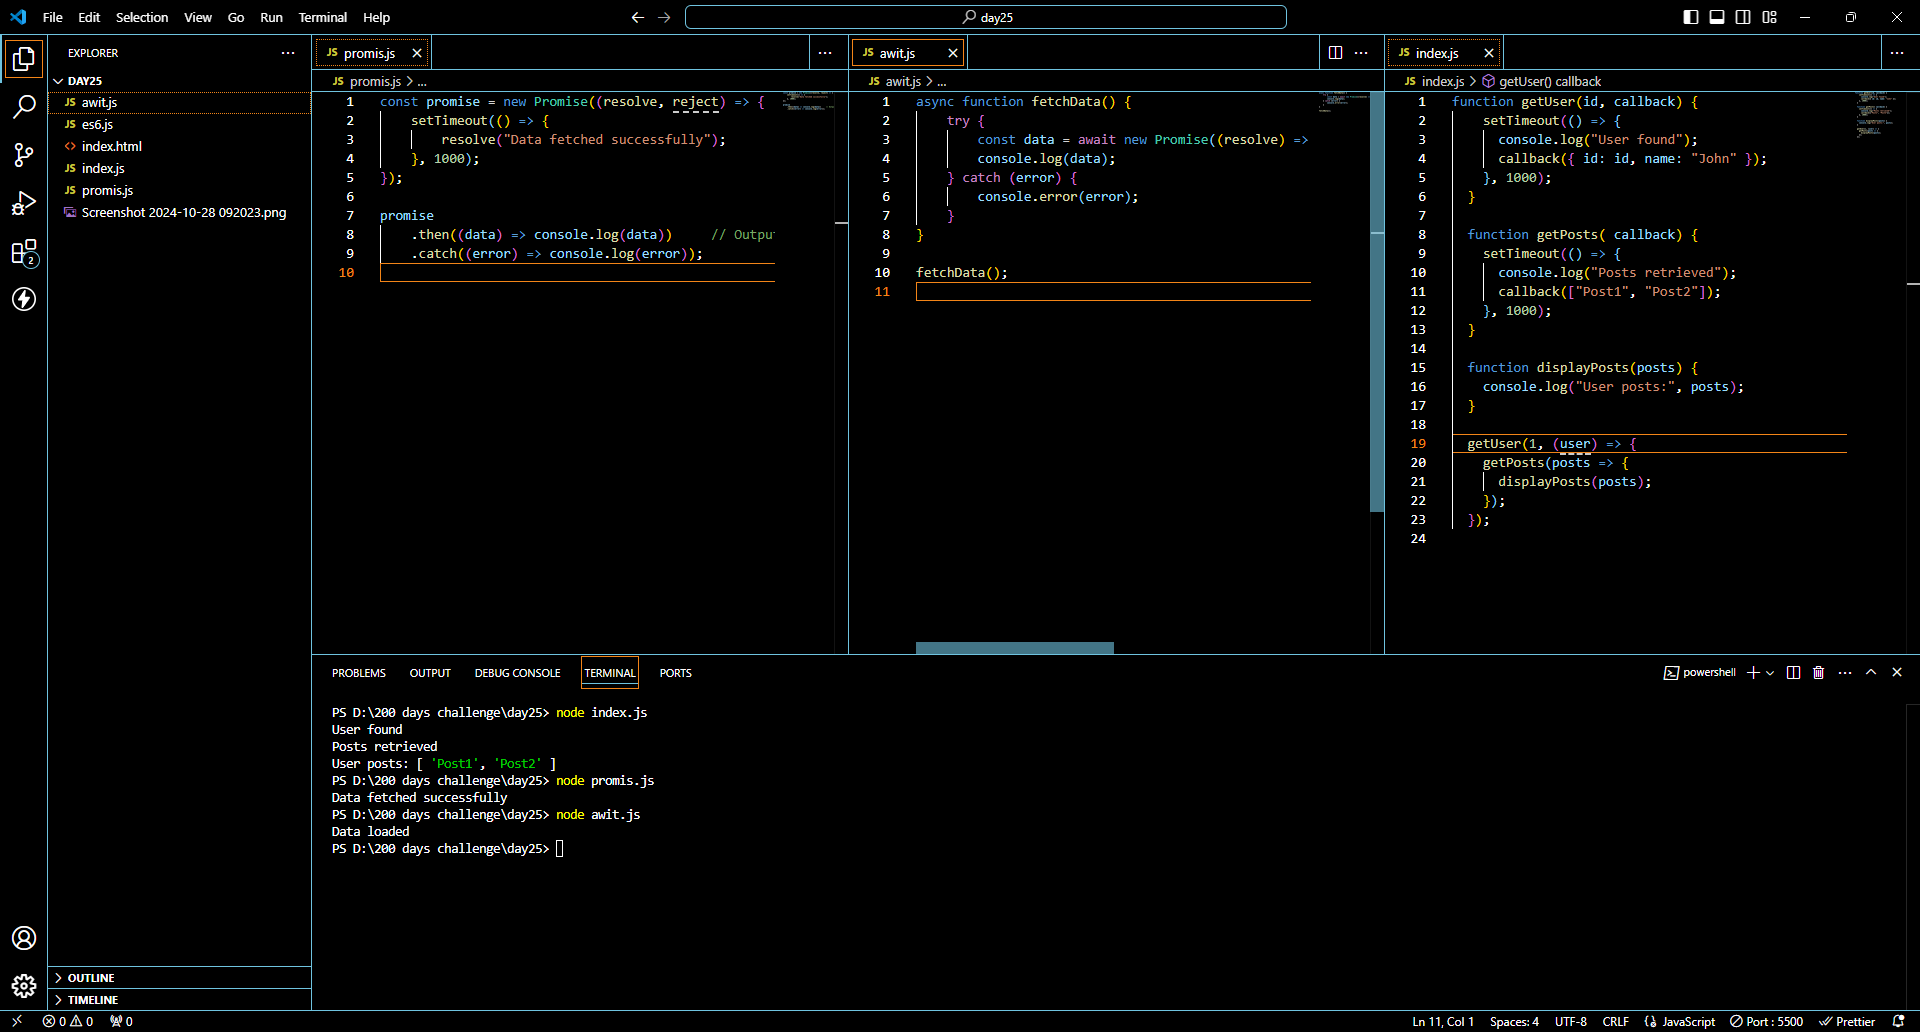 File Edit Selection View Go Run Terminal Help
day25
EXPLORER
DAY25
JS awit.js
JS es6.js
<> index.html
JS index.js
JS promis.js
Screenshot 2024-10-28 092023.png
2
OUTLINE
TIMELINE
JS promis.js
JS promis.js > ...
1 const promise = new Promise((resolve, reject) => {
2 setTimeout(() => {
3 resolve("Data fetched successfully");
4 }, 1000);
5 });
6
7 promise
8 .then((data) => console.log(data)) // Output
9 .catch((error) => console.log(error));
10
JS awit.js
JS awit.js > ...
1 async function fetchData() {
2 try {
3 const data = await new Promise((resolve) =>
4 console.log(data);
5 } catch (error) {
6 console.error(error);
7 }
8 }
9
10 fetchData();
11
JS index.js
JS index.js > getUser() callback
1 function getUser(id, callback) {
2 setTimeout(() => {
3 console.log("User found");
4 callback({ id: id, name: "John" });
5 }, 1000);
6 }
7
8 function getPosts( callback) {
9 setTimeout(() => {
10 console.log("Posts retrieved");
11 callback(["Post1", "Post2"]);
12 }, 1000);
13 }
14
15 function displayPosts(posts) {
16 console.log("User posts:", posts);
17 }
18
19 getUser(1, (user) => {
20 getPosts(posts => {
21 displayPosts(posts);
22 });
23 });
24
PROBLEMS OUTPUT DEBUG CONSOLE TERMINAL PORTS
powershell
PS D:\200 days challenge\day25> node index.js
User found
Posts retrieved
User posts: [ 'Post1', 'Post2' ]
PS D:\200 days challenge\day25> node promis.js
Data fetched successfully
PS D:\200 days challenge\day25> node awit.js
Data loaded
PS D:\200 days challenge\day25>
0 0 0
Ln 11, Col 1 Spaces: 4 UTF-8 CRLF {} JavaScript Port : 5500 Prettier